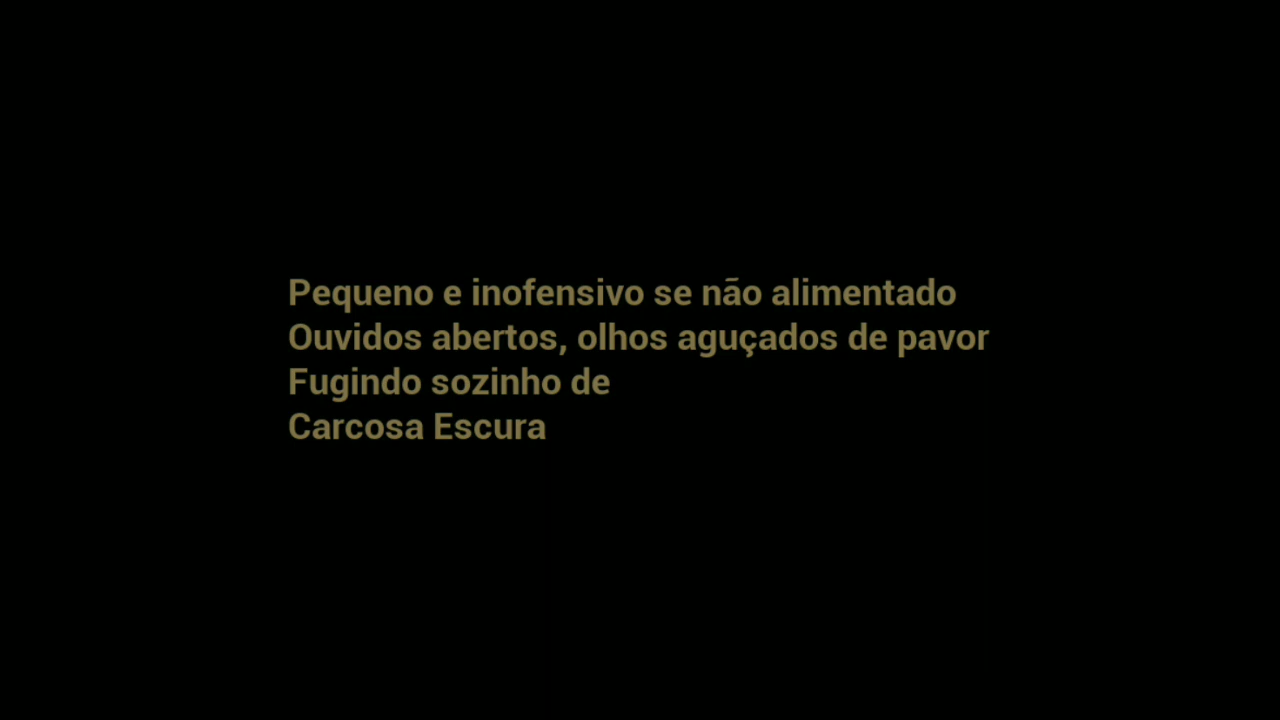 Pequeno e inofensivo se não alimentado
Ouvidos abertos, olhos aguçados de pavor
Fugindo sozinho de
Carcosa Escura